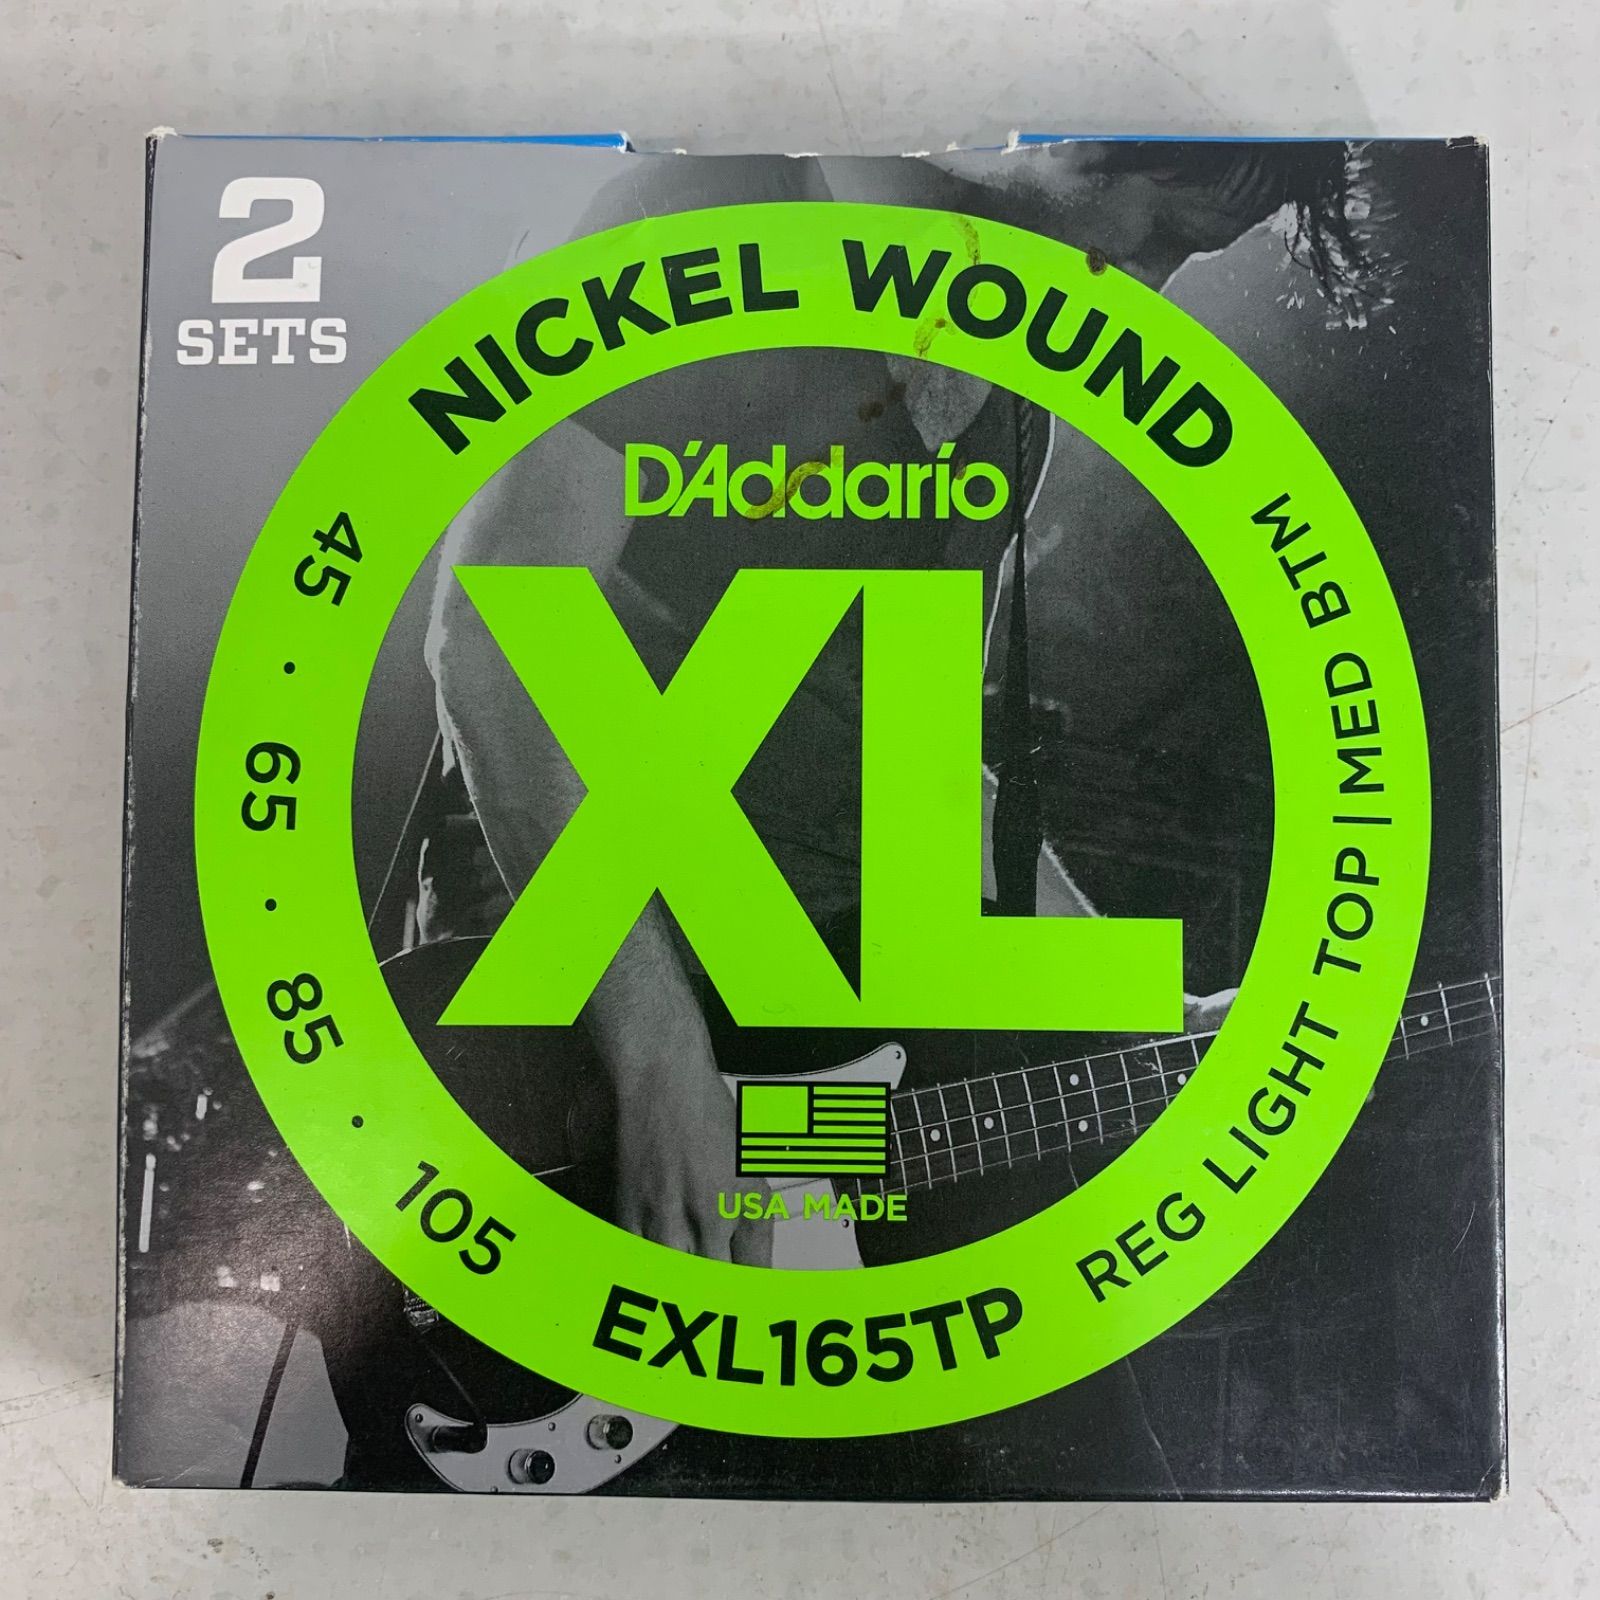 2
SETS
NICKEL WOUND
D'Addario
XL
USA MADE
45 · 65 · 85 · 105
EXL165TP
REG LIGHT TOP | MED BTM